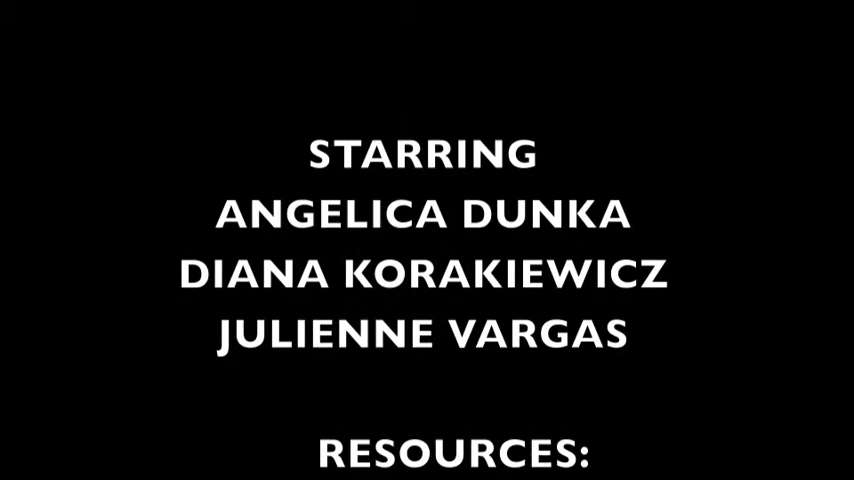 STARRING
ANGELICA DUNKA
DIANA KORAKIEWICZ
JULIENNE VARGAS
RESOURCES: